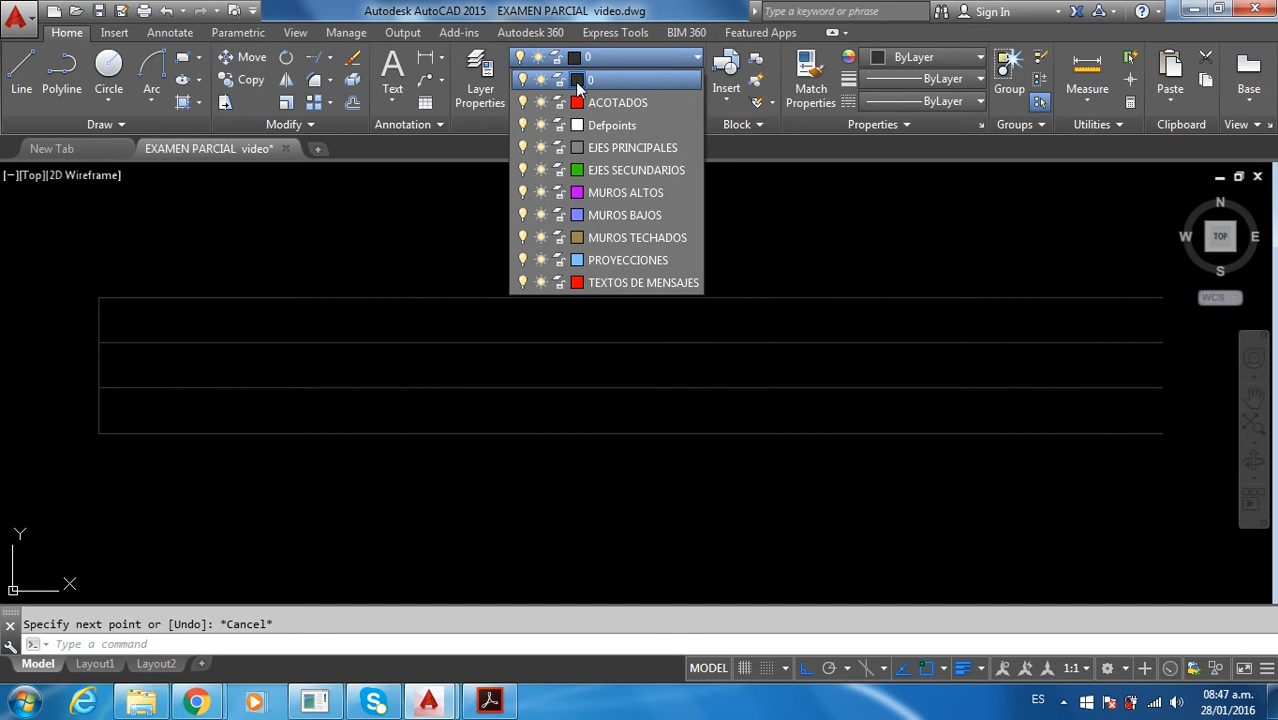 Autodesk AutoCAD 2015 EXAMEN PARCIAL video.dwg
Type a keyword or phrase
Sign In
Home Insert Annotate Parametric View Manage Output Add-ins Autodesk 360 Express Tools BIM 360 Featured Apps
Line Polyline Circle Arc
Move
Copy
Text
Layer
Properties
0
Insert
Match
Properties
ByLayer
ByLayer
ByLayer
Group
Measure
Paste
Base
Draw Modify Annotation Block Properties Groups Utilities Clipboard View
0
ACOTADOS
Defpoints
EJES PRINCIPALES
EJES SECUNDARIOS
MUROS ALTOS
MUROS BAJOS
MUROS TECHADOS
PROYECCIONES
TEXTOS DE MENSAJES
New Tab EXAMEN PARCIAL video*
[−][Top][2D Wireframe]
N
W TOP E
S
WCS
Y
X
Specify next point or [Undo]: *Cancel*
Type a command
Model Layout1 Layout2
MODEL 1:1
ES 08:47 a.m.
28/01/2016